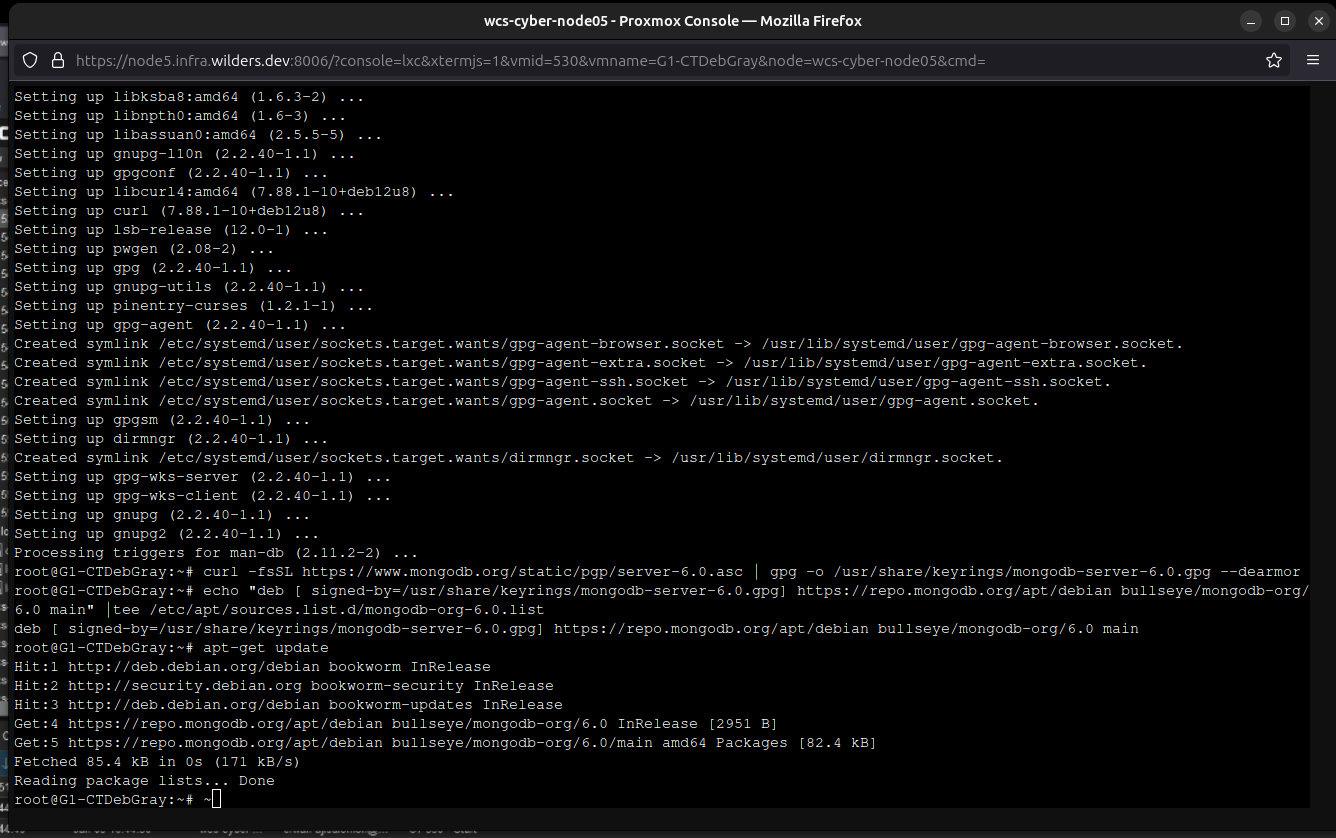 wcs-cyber-node05 - Proxmox Console — Mozilla Firefox
https://node5.infra.wilders.dev:8006/?console=lxc&xtermjs=1&vmid=530&vmname=G1-CTDebGray&node=wcs-cyber-node05&cmd=
Setting up libksba8:amd64 (1.6.3-2) ...
Setting up libnpth0:amd64 (1.6-3) ...
Setting up libassuan0:amd64 (2.5.5-5) ...
Setting up gnupg-l10n (2.2.40-1.1) ...
Setting up gpgconf (2.2.40-1.1) ...
Setting up libcurl4:amd64 (7.88.1-10+deb12u8) ...
Setting up curl (7.88.1-10+deb12u8) ...
Setting up lsb-release (12.0-1) ...
Setting up pwgen (2.08-2) ...
Setting up gpg (2.2.40-1.1) ...
Setting up gnupg-utils (2.2.40-1.1) ...
Setting up pinentry-curses (1.2.1-1) ...
Setting up gpg-agent (2.2.40-1.1) ...
Created symlink /etc/systemd/user/sockets.target.wants/gpg-agent-browser.socket -> /usr/lib/systemd/user/gpg-agent-browser.socket.
Created symlink /etc/systemd/user/sockets.target.wants/gpg-agent-extra.socket -> /usr/lib/systemd/user/gpg-agent-extra.socket.
Created symlink /etc/systemd/user/sockets.target.wants/gpg-agent-ssh.socket -> /usr/lib/systemd/user/gpg-agent-ssh.socket.
Created symlink /etc/systemd/user/sockets.target.wants/gpg-agent.socket -> /usr/lib/systemd/user/gpg-agent.socket.
Setting up gpgsm (2.2.40-1.1) ...
Setting up dirmngr (2.2.40-1.1) ...
Created symlink /etc/systemd/user/sockets.target.wants/dirmngr.socket -> /usr/lib/systemd/user/dirmngr.socket.
Setting up gpg-wks-server (2.2.40-1.1) ...
Setting up gpg-wks-client (2.2.40-1.1) ...
Setting up gnupg (2.2.40-1.1) ...
Setting up gnupg2 (2.2.40-1.1) ...
Processing triggers for man-db (2.11.2-2) ...
root@G1-CTDebGray:~# curl -fsSL https://www.mongodb.org/static/pgp/server-6.0.asc | gpg -o /usr/share/keyrings/mongodb-server-6.0.gpg --dearmor
root@G1-CTDebGray:~# echo "deb [ signed-by=/usr/share/keyrings/mongodb-server-6.0.gpg] https://repo.mongodb.org/apt/debian bullseye/mongodb-org/
6.0 main" |tee /etc/apt/sources.list.d/mongodb-org-6.0.list
deb [ signed-by=/usr/share/keyrings/mongodb-server-6.0.gpg] https://repo.mongodb.org/apt/debian bullseye/mongodb-org/6.0 main
root@G1-CTDebGray:~# apt-get update
Hit:1 http://deb.debian.org/debian bookworm InRelease
Hit:2 http://security.debian.org bookworm-security InRelease
Hit:3 http://deb.debian.org/debian bookworm-updates InRelease
Get:4 https://repo.mongodb.org/apt/debian bullseye/mongodb-org/6.0 InRelease [2951 B]
Get:5 https://repo.mongodb.org/apt/debian bullseye/mongodb-org/6.0/main amd64 Packages [82.4 kB]
Fetched 85.4 kB in 0s (171 kB/s)
Reading package lists... Done
root@G1-CTDebGray:~# ~